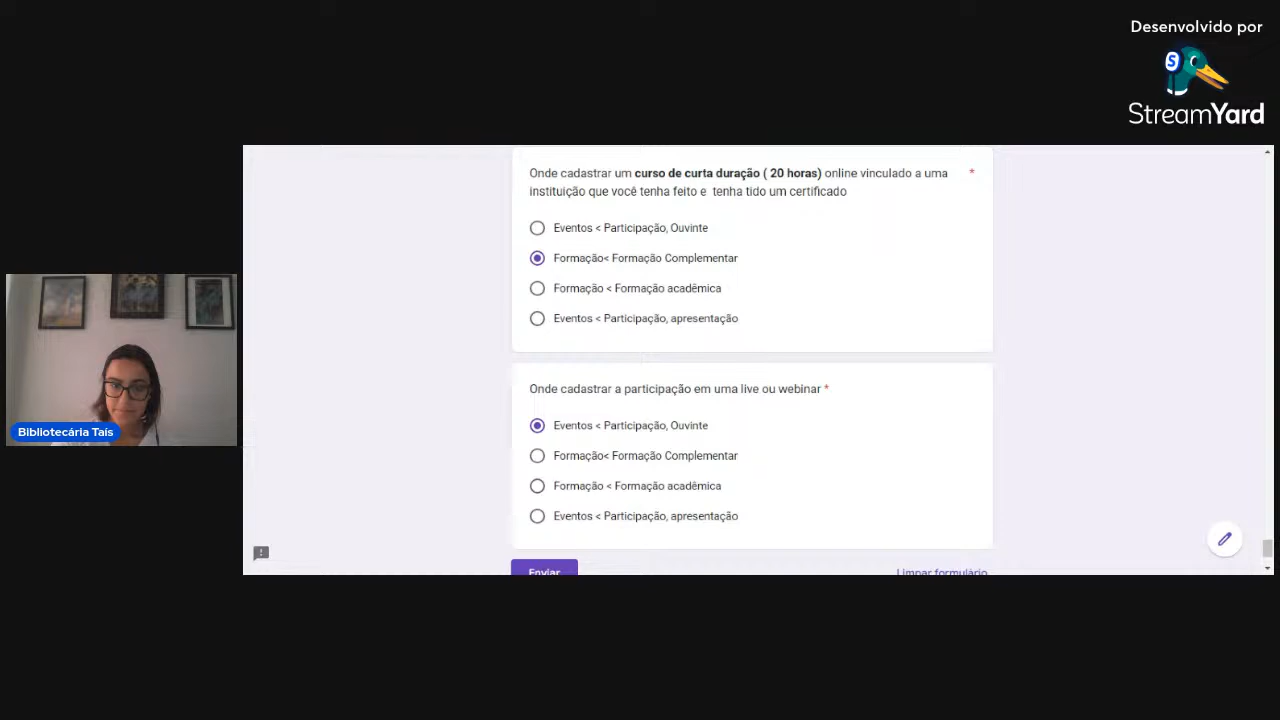 Desenvolvido por
S
StreamYard
Onde cadastrar um curso de curta duração ( 20 horas) online vinculado a uma *
instituição que você tenha feito e tenha tido um certificado
Eventos < Participação, Ouvinte
Formação< Formação Complementar
Formação < Formação acadêmica
Eventos < Participação, apresentação
Onde cadastrar a participação em uma live ou webinar *
Eventos < Participação, Ouvinte
Formação< Formação Complementar
Formação < Formação acadêmica
Eventos < Participação, apresentação
Enviar
Limpar formulário
Bibliotecária Taís